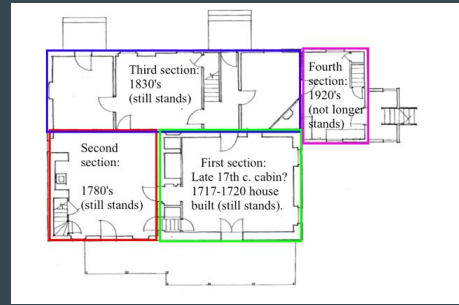 Third section:
1830's
(still stands)
Fourth
section:
1920's
(not longer
stands)
Second
section:
1780's
(still stands)
First section:
Late 17th c. cabin?
1717-1720 house
built (still stands).